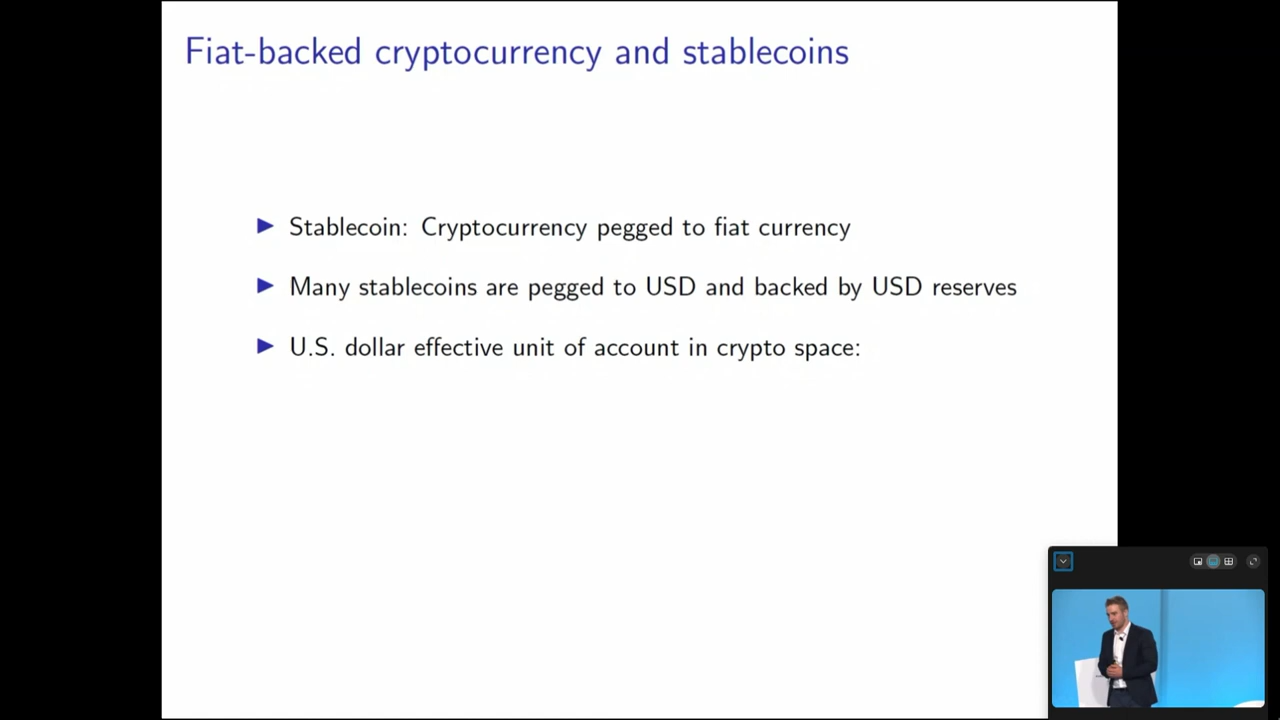 Fiat-backed cryptocurrency and stablecoins
Stablecoin: Cryptocurrency pegged to fiat currency
Many stablecoins are pegged to USD and backed by USD reserves
U.S. dollar effective unit of account in crypto space: